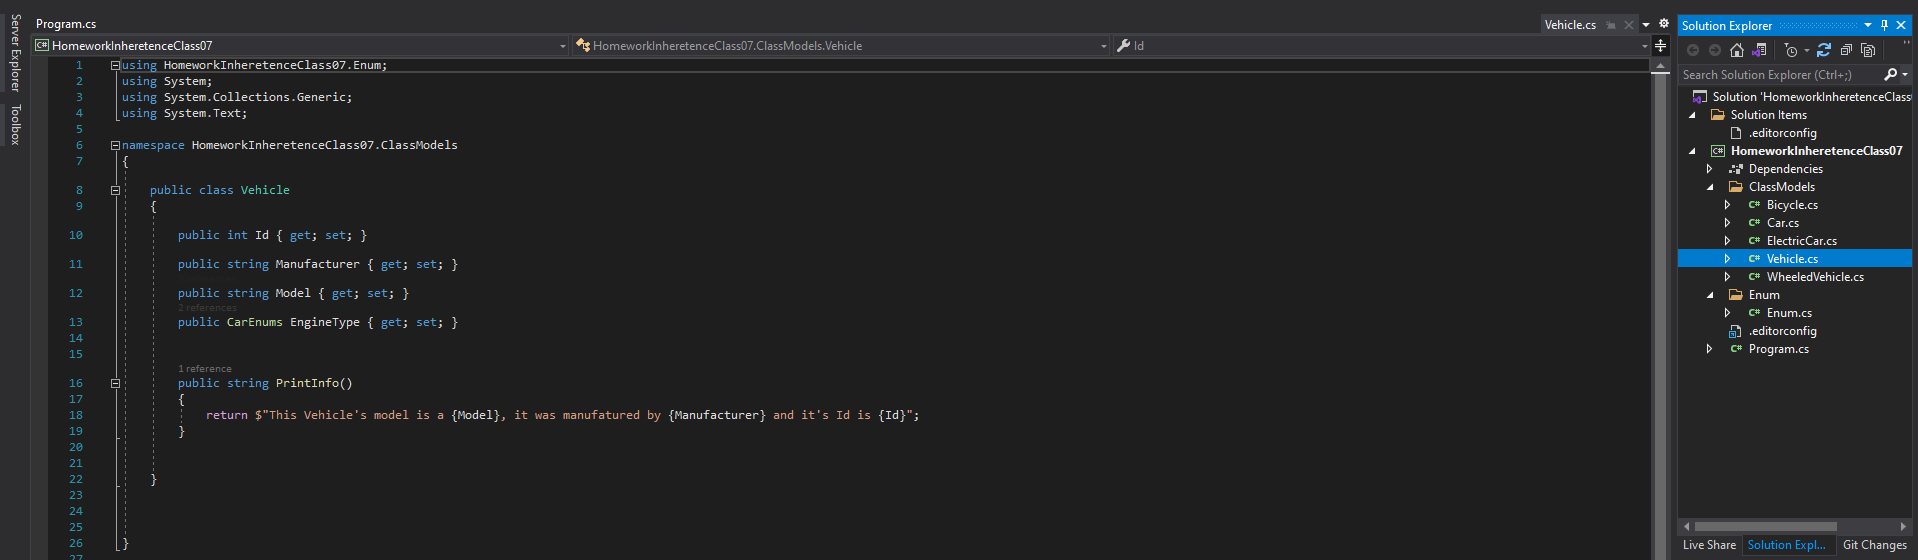 Server Explorer
Toolbox
Program.cs
Vehicle.cs
C# HomeworkInheretenceClass07
HomeworkInheretenceClass07.ClassModels.Vehicle
Id
1 using HomeworkInheretenceClass07.Enum;
2 using System;
3 using System.Collections.Generic;
4 using System.Text;
5
6 namespace HomeworkInheretenceClass07.ClassModels
7 {
8 public class Vehicle
9 {
10 public int Id { get; set; }
11 public string Manufacturer { get; set; }
12 public string Model { get; set; }
2 references
13 public CarEnums EngineType { get; set; }
14
15
1 reference
16 public string PrintInfo()
17 {
18 return $"This Vehicle's model is a {Model}, it was manufatured by {Manufacturer} and it's Id is {Id}";
19 }
20
21
22 }
23
24
25
26 }
27
Solution Explorer
Search Solution Explorer (Ctrl+;)
Solution 'HomeworkInheretenceClass
Solution Items
.editorconfig
C# HomeworkInheretenceClass07
Dependencies
ClassModels
C# Bicycle.cs
C# Car.cs
C# ElectricCar.cs
C# Vehicle.cs
C# WheeledVehicle.cs
Enum
C# Enum.cs
.editorconfig
C# Program.cs
Live Share
Solution Expl...
Git Changes